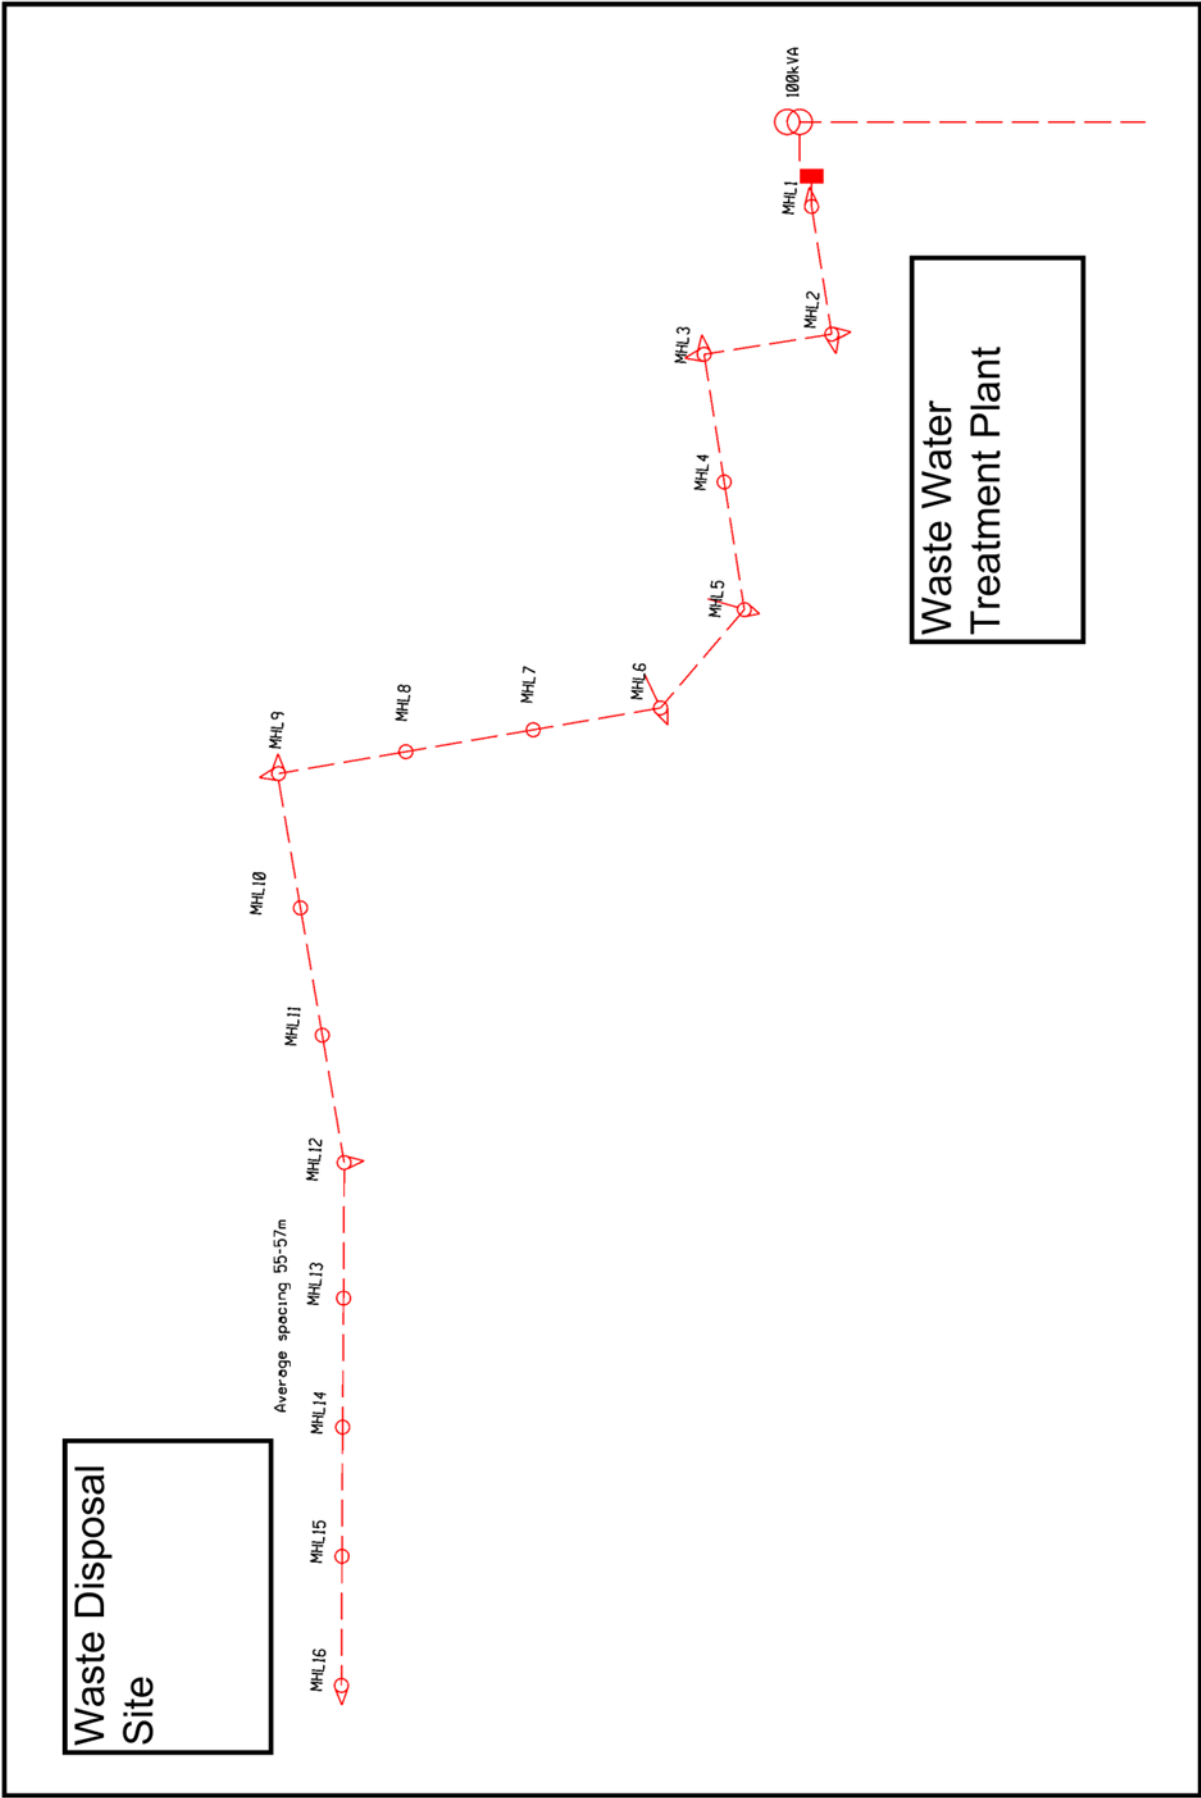 100kVA
MHL1
MHL2
MHL3
MHL4
MHL5
MHL6
MHL7
MHL8
MHL9
MHL10
MHL11
MHL12
MHL13
MHL14
MHL15
MHL16
Average spacing 55-57m
Waste Water
Treatment Plant
Waste Disposal
Site